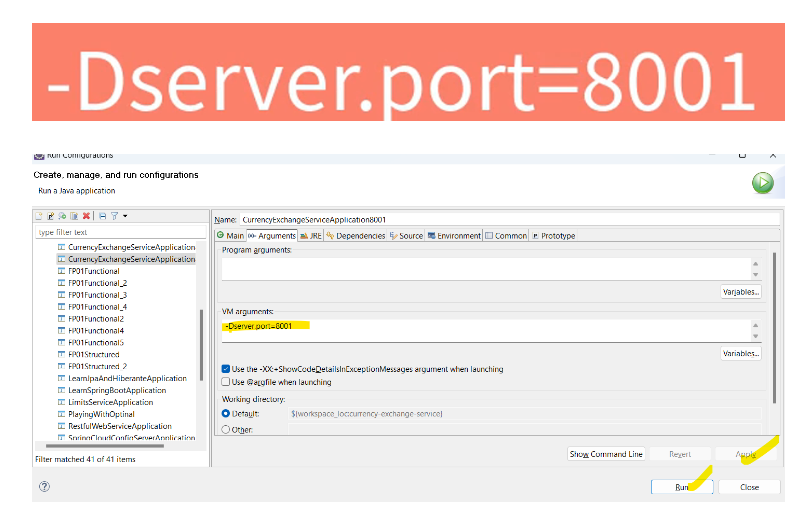 -Dserver.port=8001
Run Configurations
Create, manage, and run configurations
Run a Java application
type filter text
CurrencyExchangeServiceApplication
CurrencyExchangeServiceApplication
FP01Functional
FP01Functional_2
FP01Functional_3
FP01Functional_4
FP01Functional2
FP01Functional4
FP01Functional5
FP01Structured
FP01Structured_2
LearnJpaAndHiberanteApplication
LearnSpringBootApplication
LimitsServiceApplication
PlayingWithOptinal
RestfulWebServiceApplication
SpringCloudConfigServerApplication
Filter matched 41 of 41 items
Name: CurrencyExchangeServiceApplication8001
Main (x)= Arguments JRE Dependencies Source Environment Common Prototype
Program arguments:
Variables...
VM arguments:
-Dserver.port=8001
Variables...
Use the -XX:+ShowCodeDetailsInExceptionMessages argument when launching
Use @argfile when launching
Working directory:
Default: ${workspace_loc:currency-exchange-service}
Other:
Show Command Line Revert Apply
Run Close